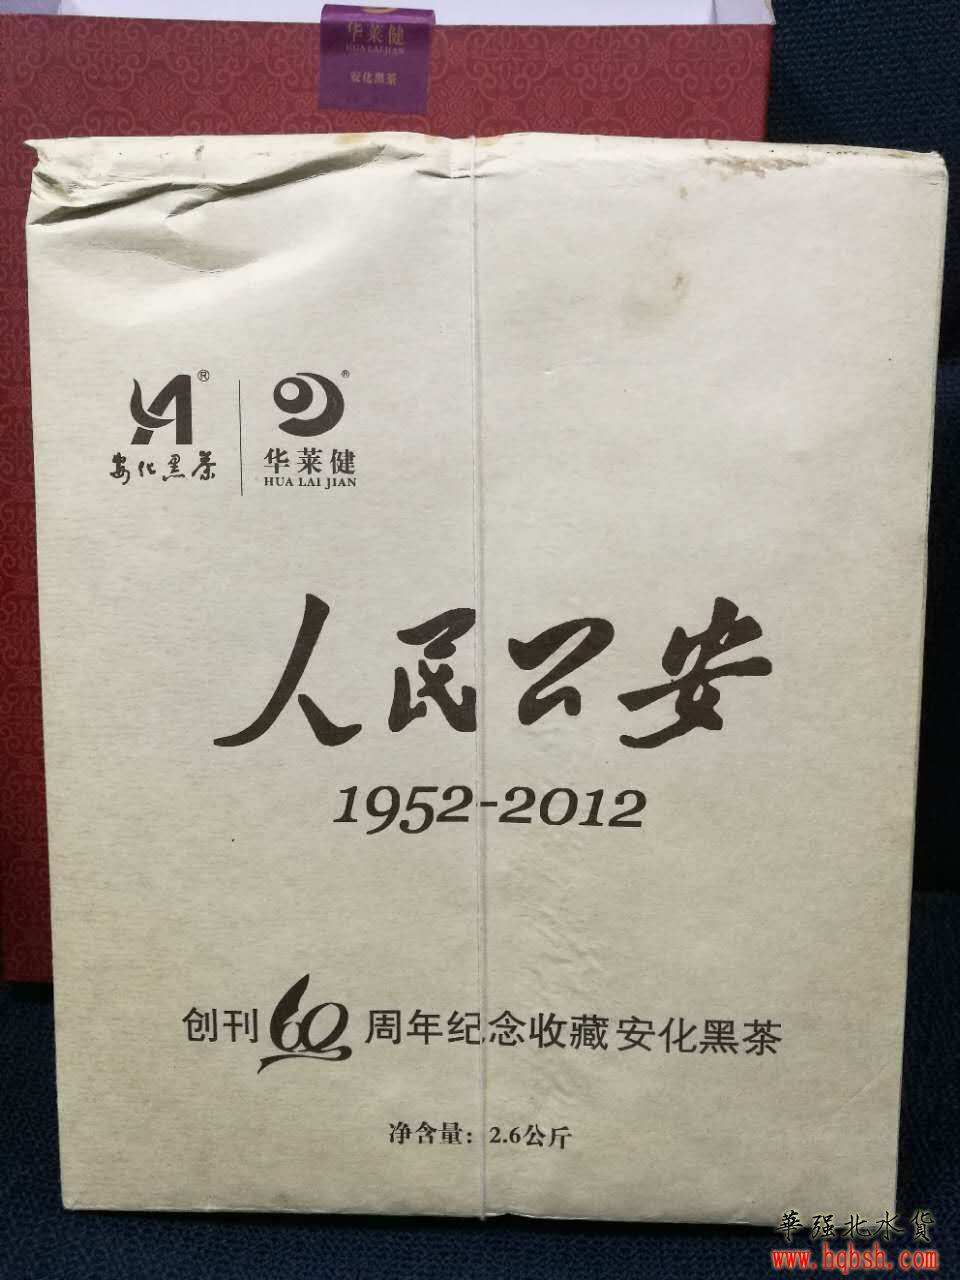 华莱健
HUA LAI JIAN
安化黑茶
®
安化黑茶
®
华莱健
HUA LAI JIAN
人民公安
1952-2012
创刊60周年纪念收藏安化黑茶
净含量：2.6公斤
華强北水貨
www.hqbsh.com